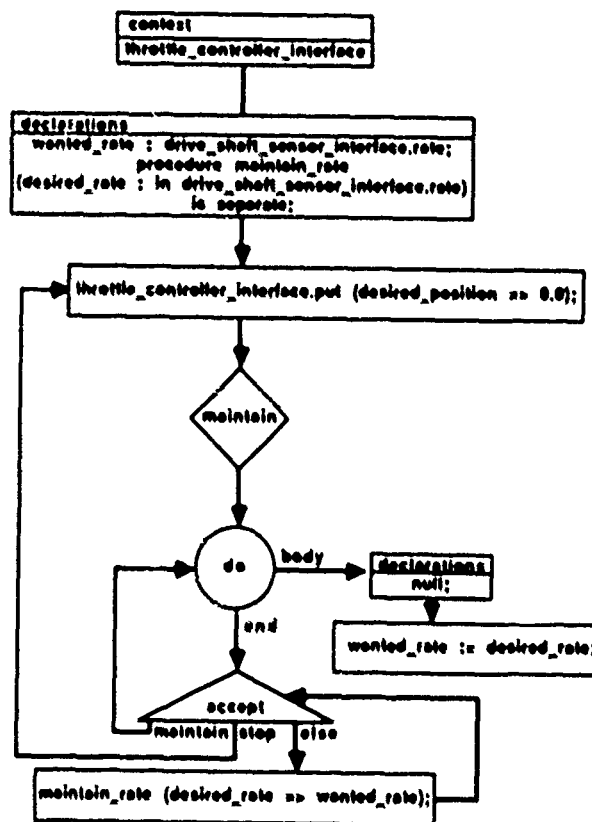 context
throttle_controller_interface
declarations
wanted_rate : drive_shaft_sensor_interface.rate;
procedure maintain_rate
(desired_rate : in drive_shaft_sensor_interface.rate)
is separate;
throttle_controller_interface.put (desired_position => 0.0);
maintain
do
body
declarations
null;
end
wanted_rate := desired_rate;
accept
maintain stop else
maintain_rate (desired_rate => wanted_rate);